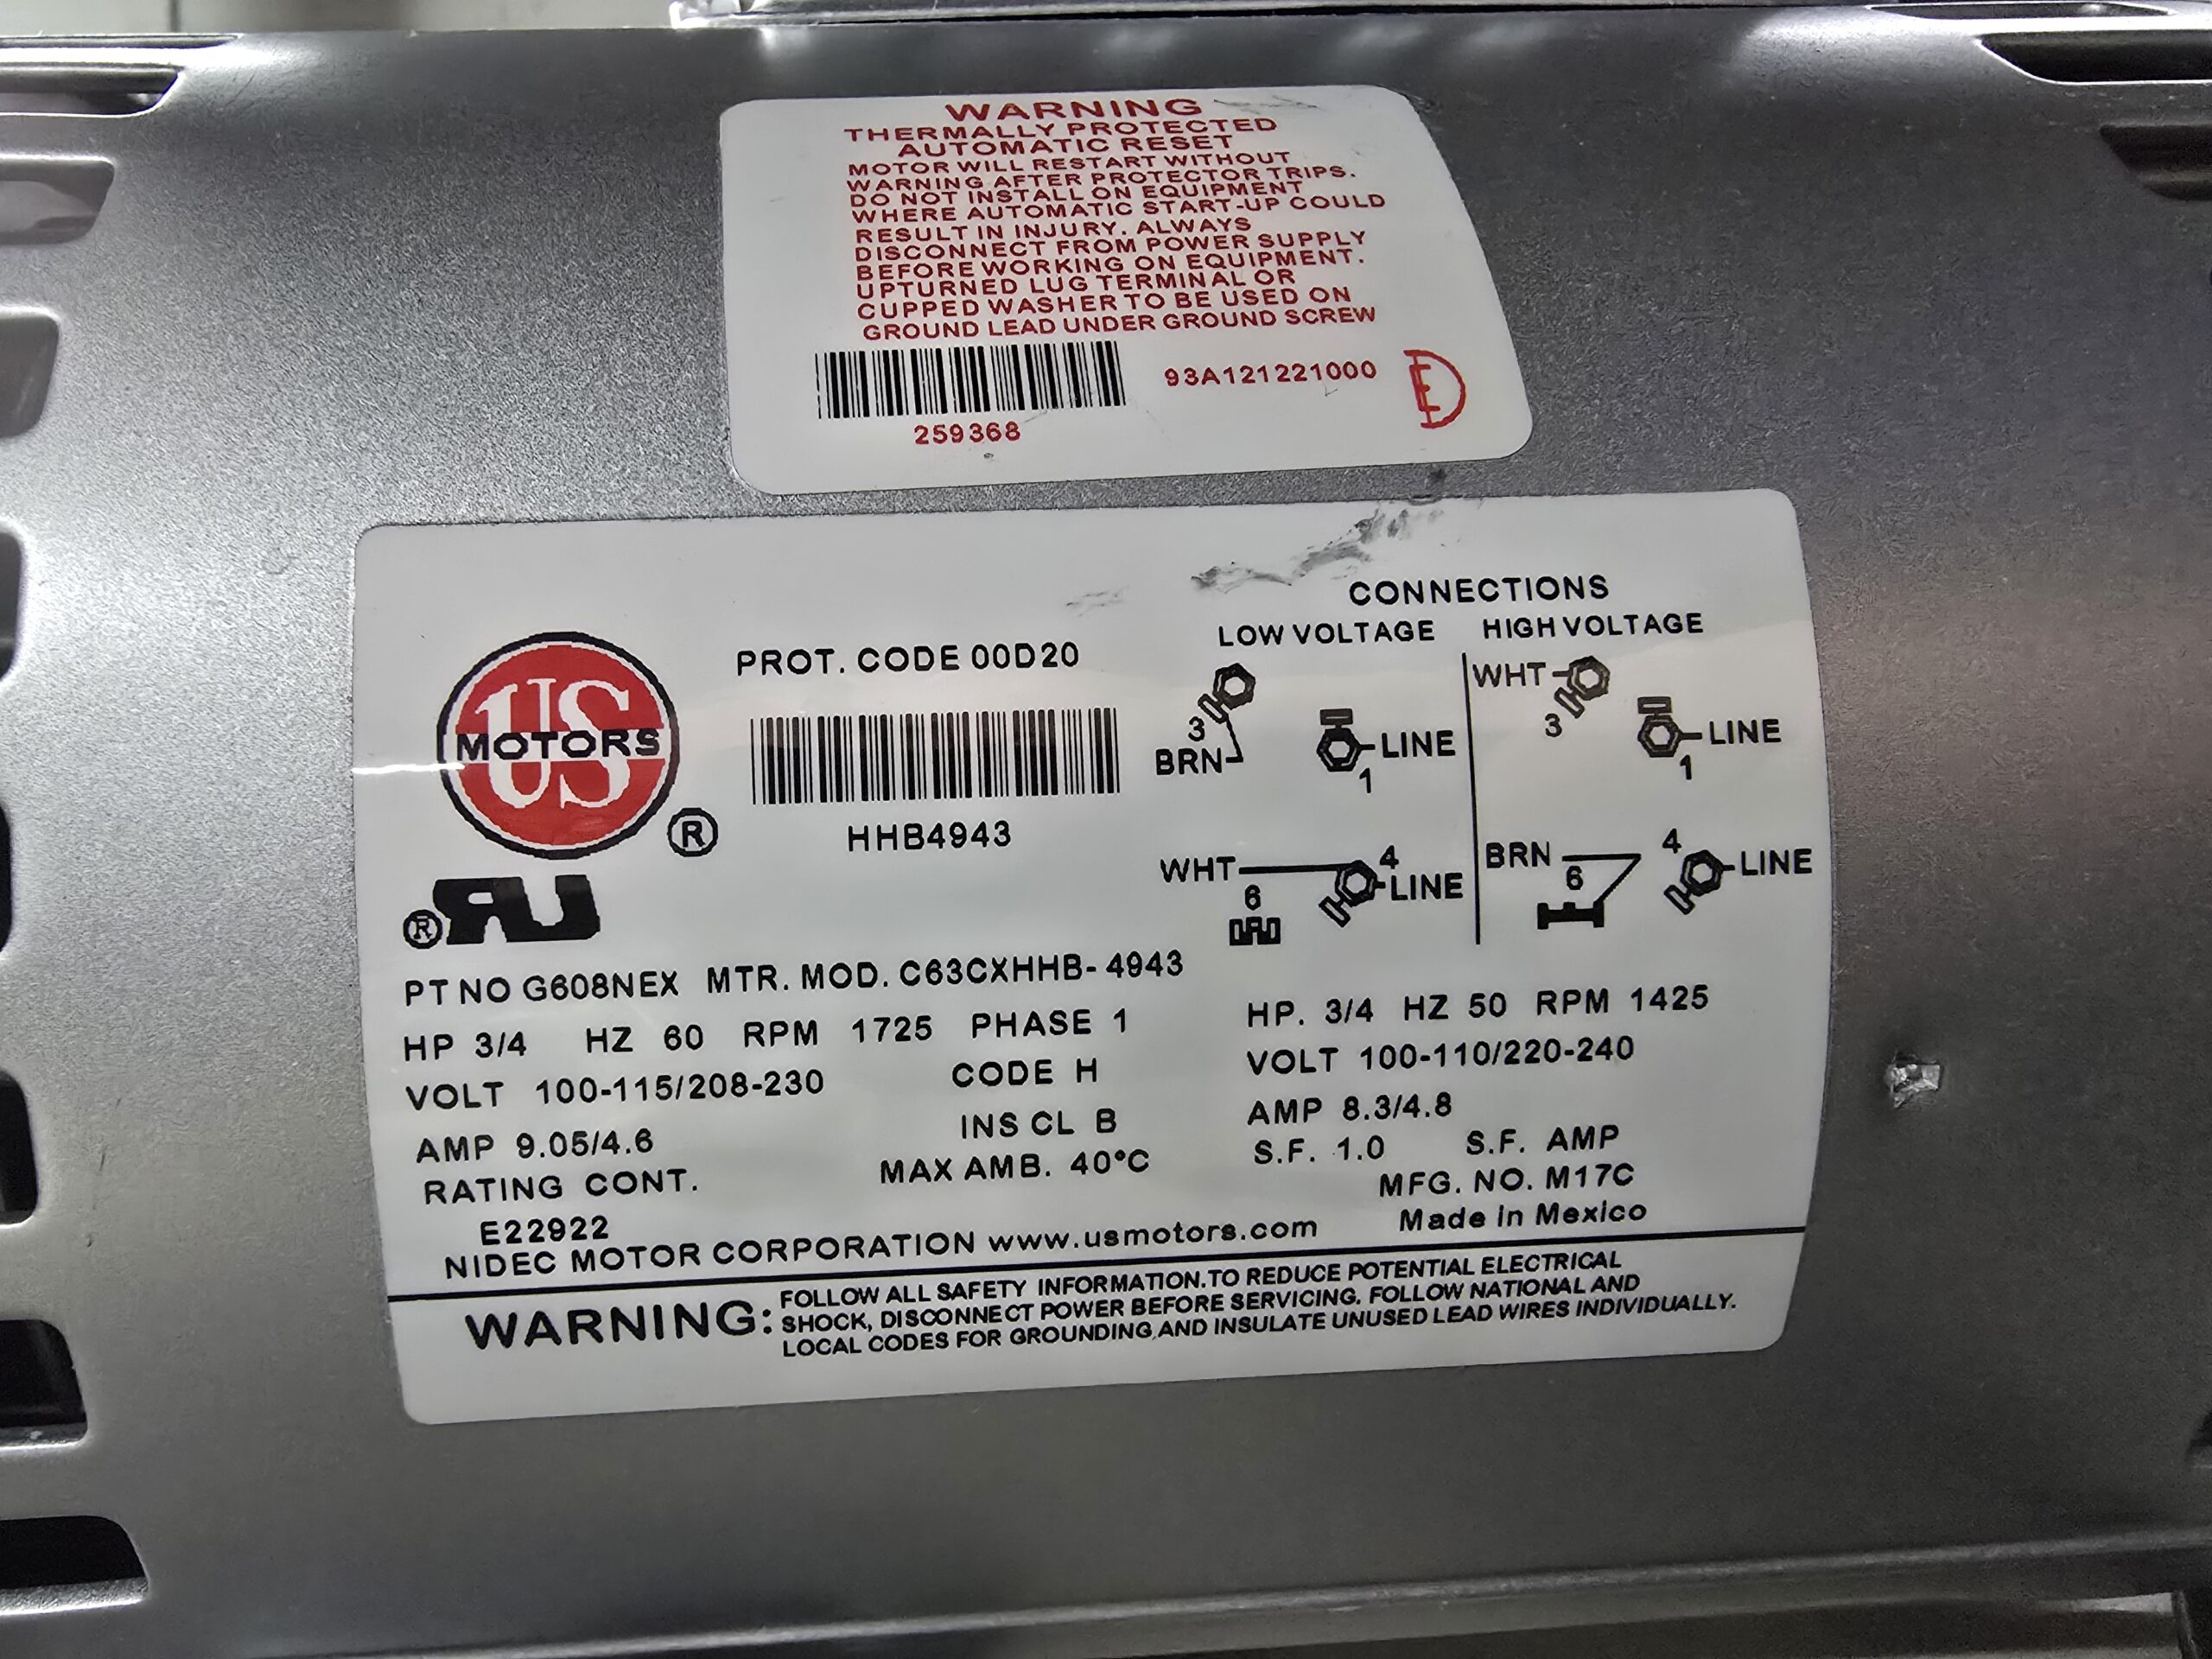 WARNING
THERMALLY PROTECTED
AUTOMATIC RESET
MOTOR WILL RESTART WITHOUT
WARNING AFTER PROTECTOR TRIPS.
DO NOT INSTALL ON EQUIPMENT
WHERE AUTOMATIC START-UP COULD
RESULT IN INJURY. ALWAYS
DISCONNECT FROM POWER SUPPLY
BEFORE WORKING ON EQUIPMENT.
UPTURNED LUG TERMINAL OR
CUPPED WASHER TO BE USED ON
GROUND LEAD UNDER GROUND SCREW
93A121221000
259368
US
MOTORS
®
PROT. CODE 00D20
HHB4943
CONNECTIONS
LOW VOLTAGE
3
BRN
LINE
1
WHT
6
4
LINE
HIGH VOLTAGE
WHT
3
LINE
1
BRN
6
4
LINE
®
PT NO G608NEX MTR. MOD. C63CXHHB-4943
HP 3/4 HZ 60 RPM 1725 PHASE 1
VOLT 100-115/208-230 CODE H
AMP 9.05/4.6 INS CL B
RATING CONT. MAX AMB. 40°C
E22922
HP. 3/4 HZ 50 RPM 1425
VOLT 100-110/220-240
AMP 8.3/4.8
S.F. 1.0 S.F. AMP
MFG. NO. M17C
Made in Mexico
NIDEC MOTOR CORPORATION www.usmotors.com
WARNING: FOLLOW ALL SAFETY INFORMATION.TO REDUCE POTENTIAL ELECTRICAL
SHOCK, DISCONNECT POWER BEFORE SERVICING. FOLLOW NATIONAL AND
LOCAL CODES FOR GROUNDING,AND INSULATE UNUSED LEAD WIRES INDIVIDUALLY.